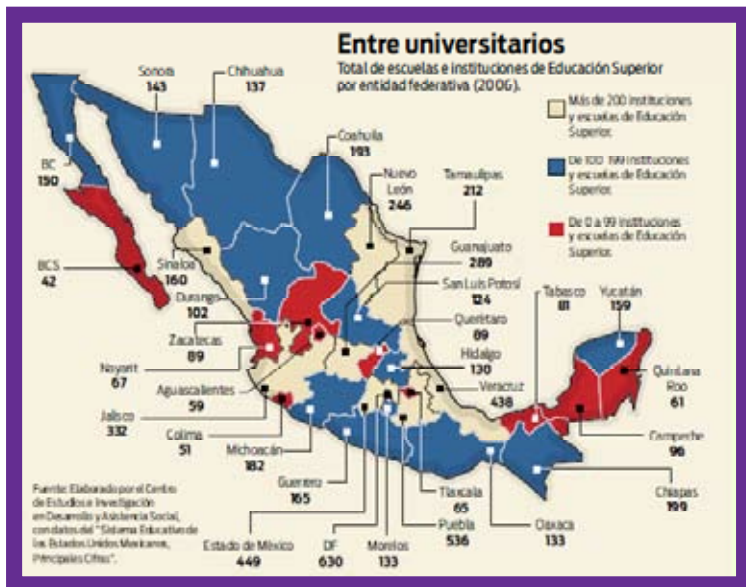 Entre universitarios
Total de escuelas e instituciones de Educación Superior
por entidad federativa (2006).
Más de 200 instituciones
y escuelas de Educación
Superior.
De 100 199 instituciones
y escuelas de Educación
Superior.
De 0 a 99 instituciones
y escuelas de Educación
Superior.
Sonora
143
Chihuahua
137
Coahuila
193
BC
150
Nuevo
León
246
Tamaulipas
212
BCS
42
Sinaloa
160
Durango
102
Guanajuato
289
San Luis Potosí
124
Zacatecas
89
Querétaro
89
Tabasco
81
Yucatán
159
Nayarit
67
Hidalgo
130
Aguascalientes
59
Veracruz
438
Quintana
Roo
61
Jalisco
332
Colima
51
Michoacán
182
Campeche
96
Guerrero
165
Tlaxcala
65
Chiapas
199
Estado de México
449
DF
630
Morelos
133
Puebla
536
Oaxaca
133
Fuente: Elaborado por el Centro
de Estudios e Investigación
en Desarrollo y Asistencia Social,
con datos del "Sistema Educativo de
los Estados Unidos Mexicanos,
Principales Cifras".